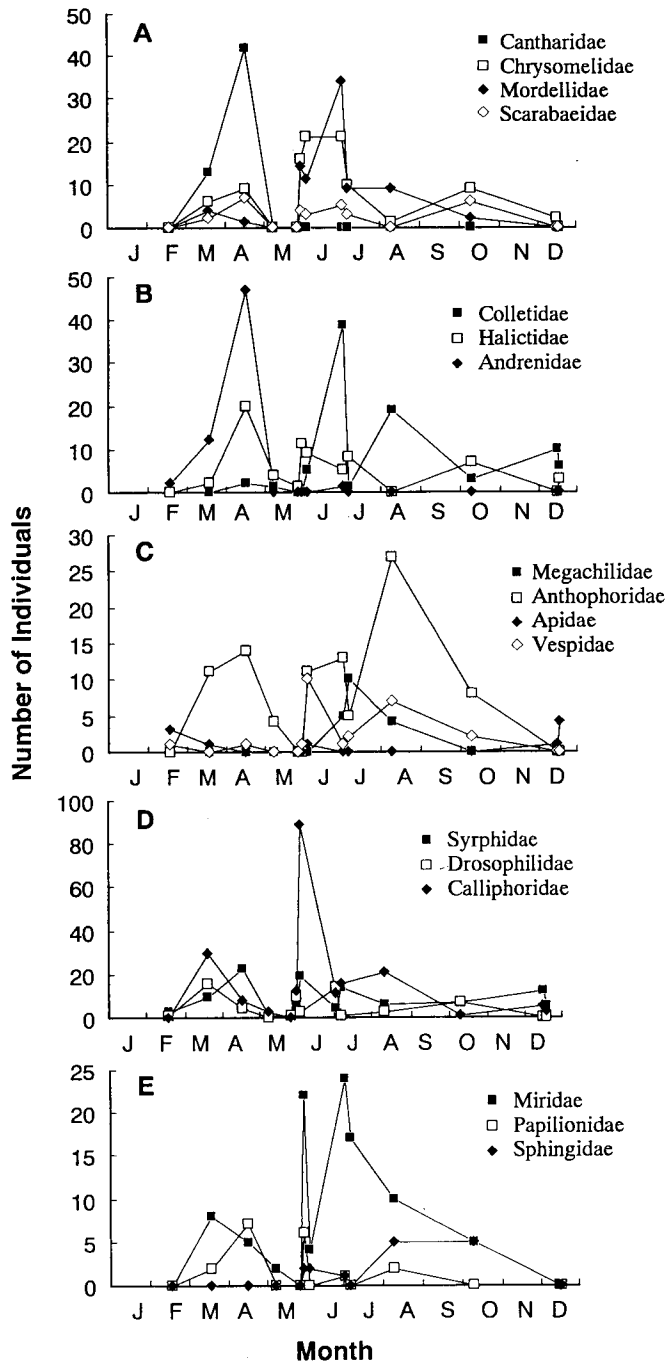 A
50
40
30
20
10
0
Cantharidae
Chrysomelidae
Mordellidae
Scarabaeidae
J F M A M J J A S O N D
B
50
40
30
20
10
0
Colletidae
Halictidae
Andrenidae
J F M A M J J A S O N D
Number of Individuals
C
30
25
20
15
10
5
0
Megachilidae
Anthophoridae
Apidae
Vespidae
J F M A M J J A S O N D
D
100
80
60
40
20
0
Syrphidae
Drosophilidae
Calliphoridae
J F M A M J J A S O N D
E
25
20
15
10
5
0
Miridae
Papilionidae
Sphingidae
J F M A M J J A S O N D
Month